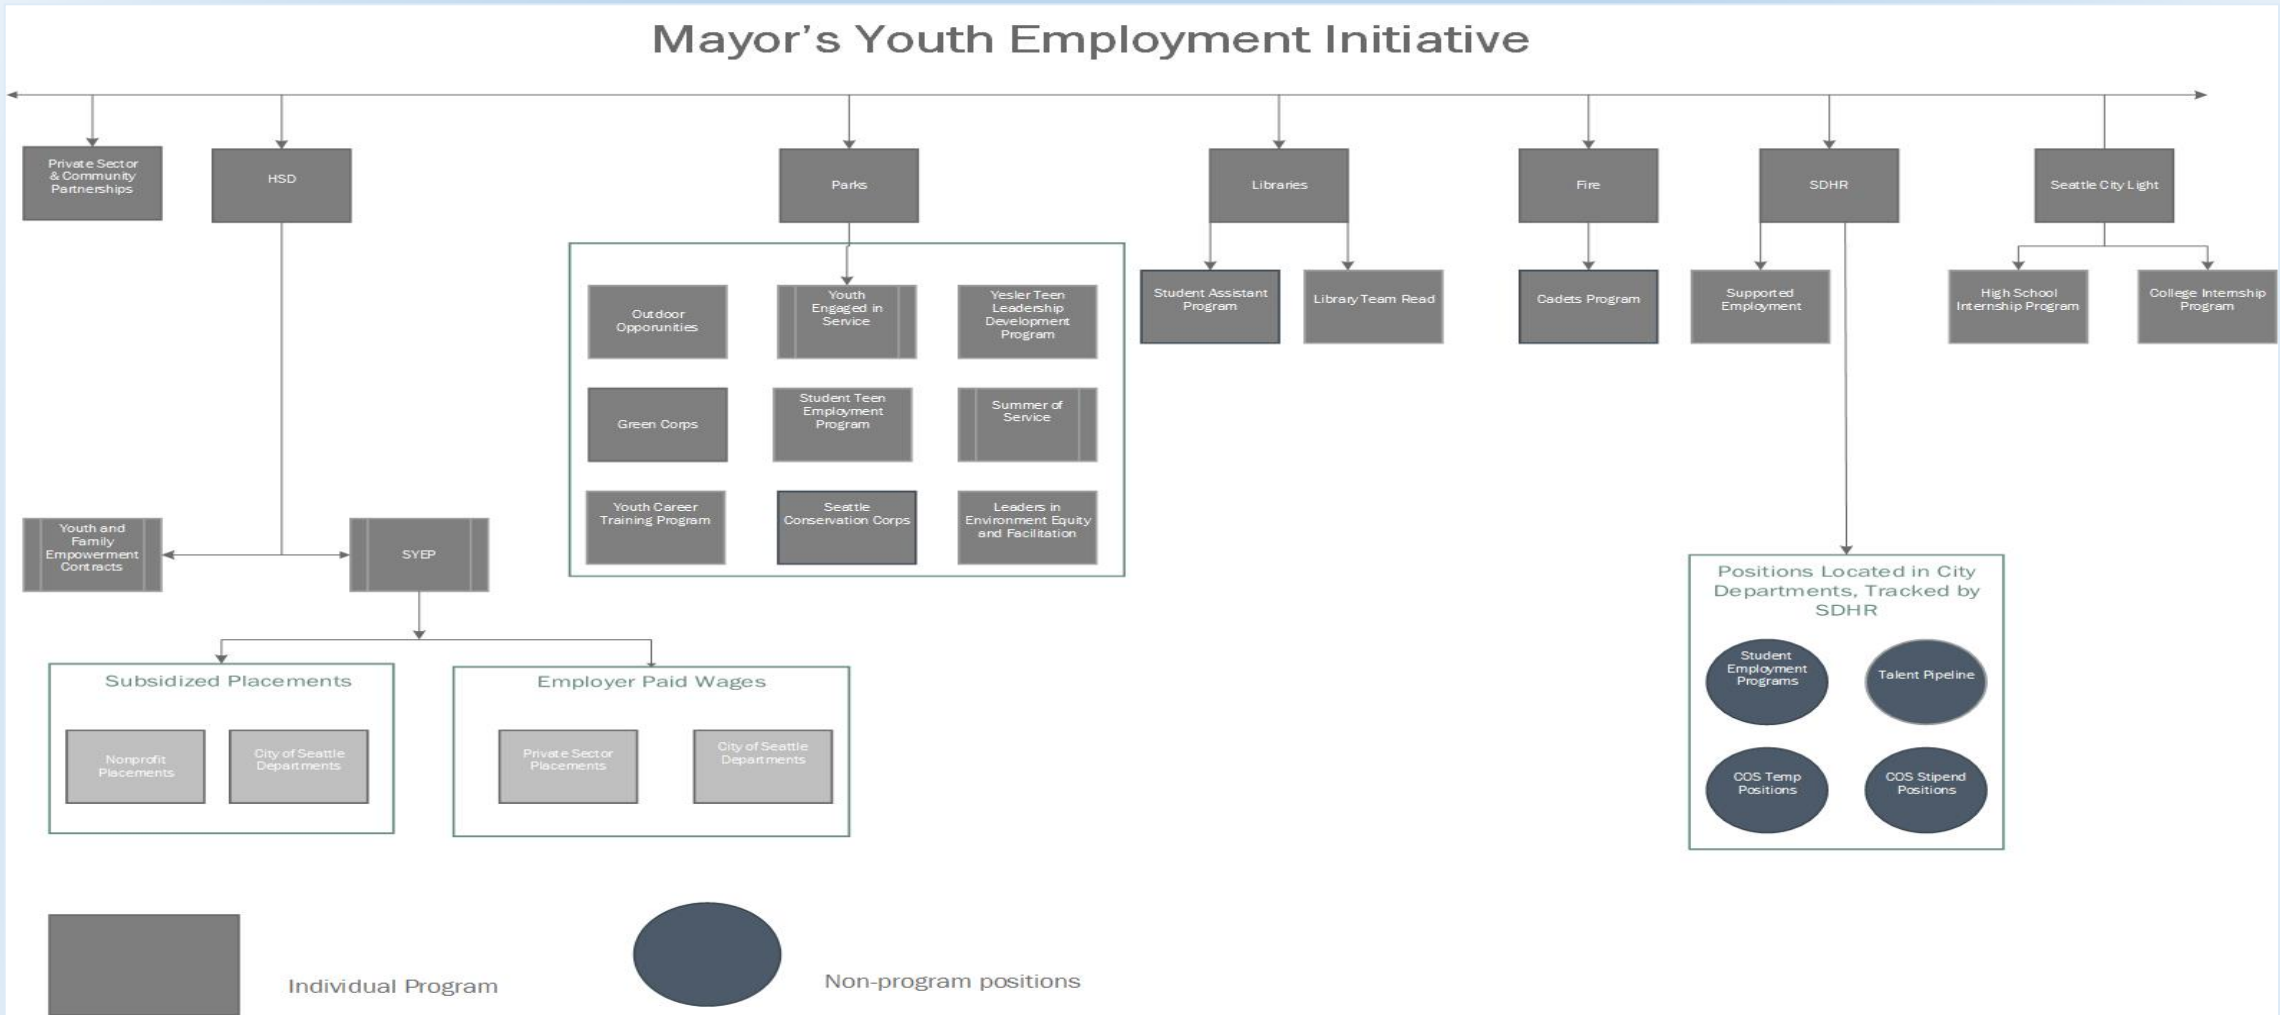 Mayor's Youth Employment Initiative
Private Sector
& Community
Partnerships
HSD
Parks
Libraries
Fire
SDHR
Seattle City Light
Outdoor
Opporunities
Youth
Engaged in
Service
Yesler Teen
Leadership
Development
Program
Student Assistant
Program
Library Team Read
Cadets Program
Supported
Employment
High School
Internship Program
College Internship
Program
Green Corps
Student Teen
Employment
Program
Summer of
Service
Youth Career
Training Program
Seattle
Conservation Corps
Leaders in
Environment Equity
and Facilitation
Youth and
Family
Empowerment
Contracts
SYEP
Positions Located in City
Departments, Tracked by
SDHR
Student
Employment
Programs
Talent Pipeline
COS Temp
Positions
COS Stipend
Positions
Subsidized Placements
Nonprofit
Placements
City of Seattle
Departments
Employer Paid Wages
Private Sector
Placements
City of Seattle
Departments
Individual Program
Non-program positions